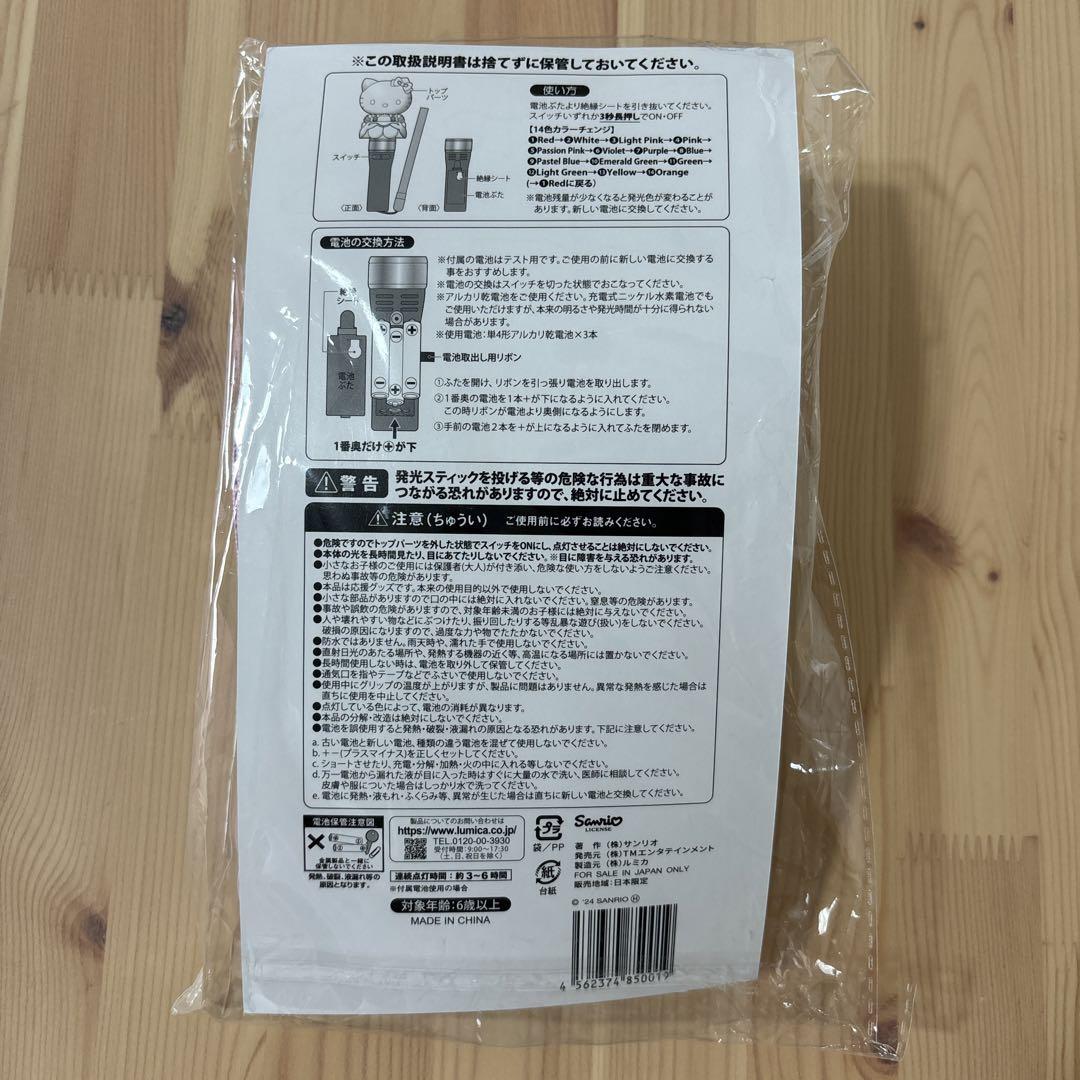 ※この取扱説明書は捨てずに保管しておいてください。
トップ
パーツ
スイッチ
絶縁シート
電池ぶた
〈正面〉
〈背面〉
使い方
電池ぶたより絶縁シートを引き抜いてください。
スイッチいずれか3秒長押しでON・OFF
【14色カラーチェンジ】
❶Red→❷White→❸Light Pink→❹Pink→
❺Passion Pink→❻Violet→❼Purple→❽Blue→
❾Pastel Blue→❿Emerald Green→⓫Green→
⓬Light Green→⓭Yellow→⓮Orange
(→❶Redに戻る)
※電池残量が少なくなると発光色が変わることが
あります。新しい電池に交換してください。
電池の交換方法
絶縁
シート
電池
ぶた
電池取出し用リボン
1番奥だけ⊕が下
※付属の電池はテスト用です。ご使用の前に新しい電池に交換する
事をおすすめします。
※電池の交換はスイッチを切った状態でおこなってください。
※アルカリ乾電池をご使用ください。充電式ニッケル水素電池でも
ご使用いただけますが、本来の明るさや発光時間が十分に得られない
場合があります。
※使用電池:単4形アルカリ乾電池×3本
①ふたを開け、リボンを引っ張り電池を取り出します。
②1番奥の電池を1本+が下になるように入れてください。
この時リボンが電池より奥側になるようにします。
③手前の電池2本を+が上になるように入れてふたを閉めます。
⚠警告
発光スティックを投げる等の危険な行為は重大な事故に
つながる恐れがありますので、絶対に止めてください。
⚠注意(ちゅうい) ご使用前に必ずお読みください。
●危険ですのでトップパーツを外した状態でスイッチをONにし、点灯させることは絶対にしないでください。
●本体の光を長時間見たり、目にあてたりしないでください。※目に障害を与える恐れがあります。
●小さなお子様のご使用には保護者(大人)が付き添い、危険な使い方をしないようご注意ください。
思わぬ事故等の危険があります。
●本品は応援グッズです。本来の使用目的以外で使用しないでください。
●小さな部品がありますので口の中には絶対に入れないでください。窒息等の危険があります。
●事故や誤飲の危険がありますので、対象年齢未満のお子様には絶対に与えないでください。
●人や壊れやすい物などにぶつけたり、振り回したりする等乱暴な遊び(扱い)をしないでください。
破損の原因になりますので、過度な力や物でたたかないでください。
●防水ではありません。雨天時や、濡れた手で使用しないでください。
●直射日光のあたる場所や、発熱する機器の近く等、高温になる場所には置かないでください。
●長時間使用しない時は、電池を取り外して保管してください。
●通気口を指やテープなどでふさいで使用しないでください。
●使用中にグリップの温度が上がりますが、製品に問題はありません。異常な発熱を感じた場合は
直ちに使用を中止してください。
●点灯している色によって、電池の消耗が異なります。
●本品の分解・改造は絶対にしないでください。
●電池を誤使用すると発熱・破裂・液漏れの原因となる恐れがあります。下記に注意してください。
a. 古い電池と新しい電池、種類の違う電池を混ぜて使用しないでください。
b. +-(プラスマイナス)を正しくセットしてください。
c. ショートさせたり、充電・分解・加熱・火の中に入れる等しないでください。
d. 万一電池から漏れた液が目に入った時はすぐに大量の水で洗い、医師に相談してください。
皮膚や服についた場合はしっかり水で洗ってください。
e. 電池に発熱・液もれ・ふくらみ等、異常が生じた場合は直ちに新しい電池と交換してください。
電池保管注意図
金属製品と一緒に
保管しないでください
発熱、破裂、液漏れ等の
原因となります。
製品についてのお問い合わせは
https://www.lumica.co.jp/
TEL.0120-00-3930
受付時間:9:00~17:30
(土、日、祝日を除く)
連続点灯時間:約3~6時間
※付属電池使用の場合
対象年齢:6歳以上
MADE IN CHINA
プラ
袋/PP
紙
台紙
Sanrio
LICENSE
著 作 (株)サンリオ
発売元 (株)TMエンタテインメント
製造元 (株)ルミカ
FOR SALE IN JAPAN ONLY
販売地域:日本限定
© '24 SANRIO Ⓗ
4 562374 850019